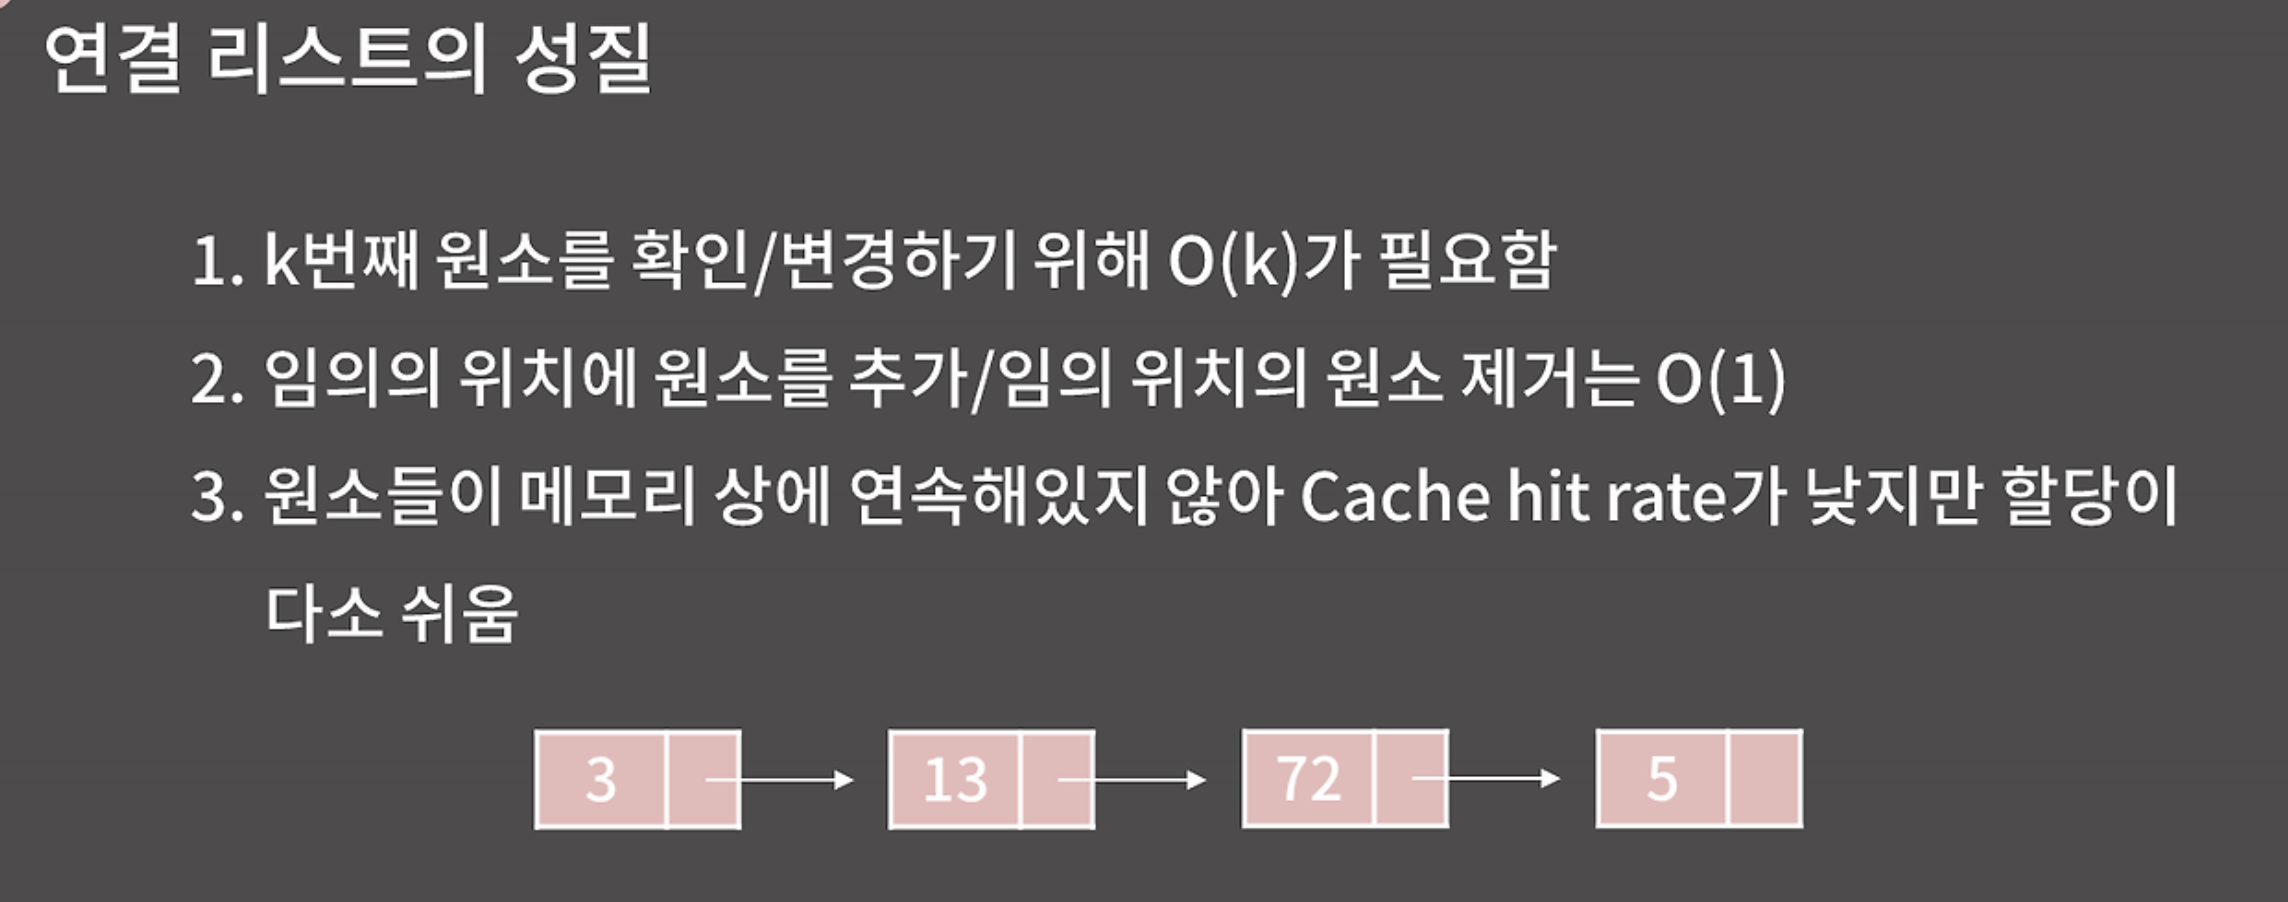 연결 리스트의 성질
1. k번째 원소를 확인/변경하기 위해 O(k)가 필요함
2. 임의의 위치에 원소를 추가/임의 위치의 원소 제거는 O(1)
3. 원소들이 메모리 상에 연속해있지 않아 Cache hit rate가 낮지만 할당이
다소 쉬움
3 13 72 5